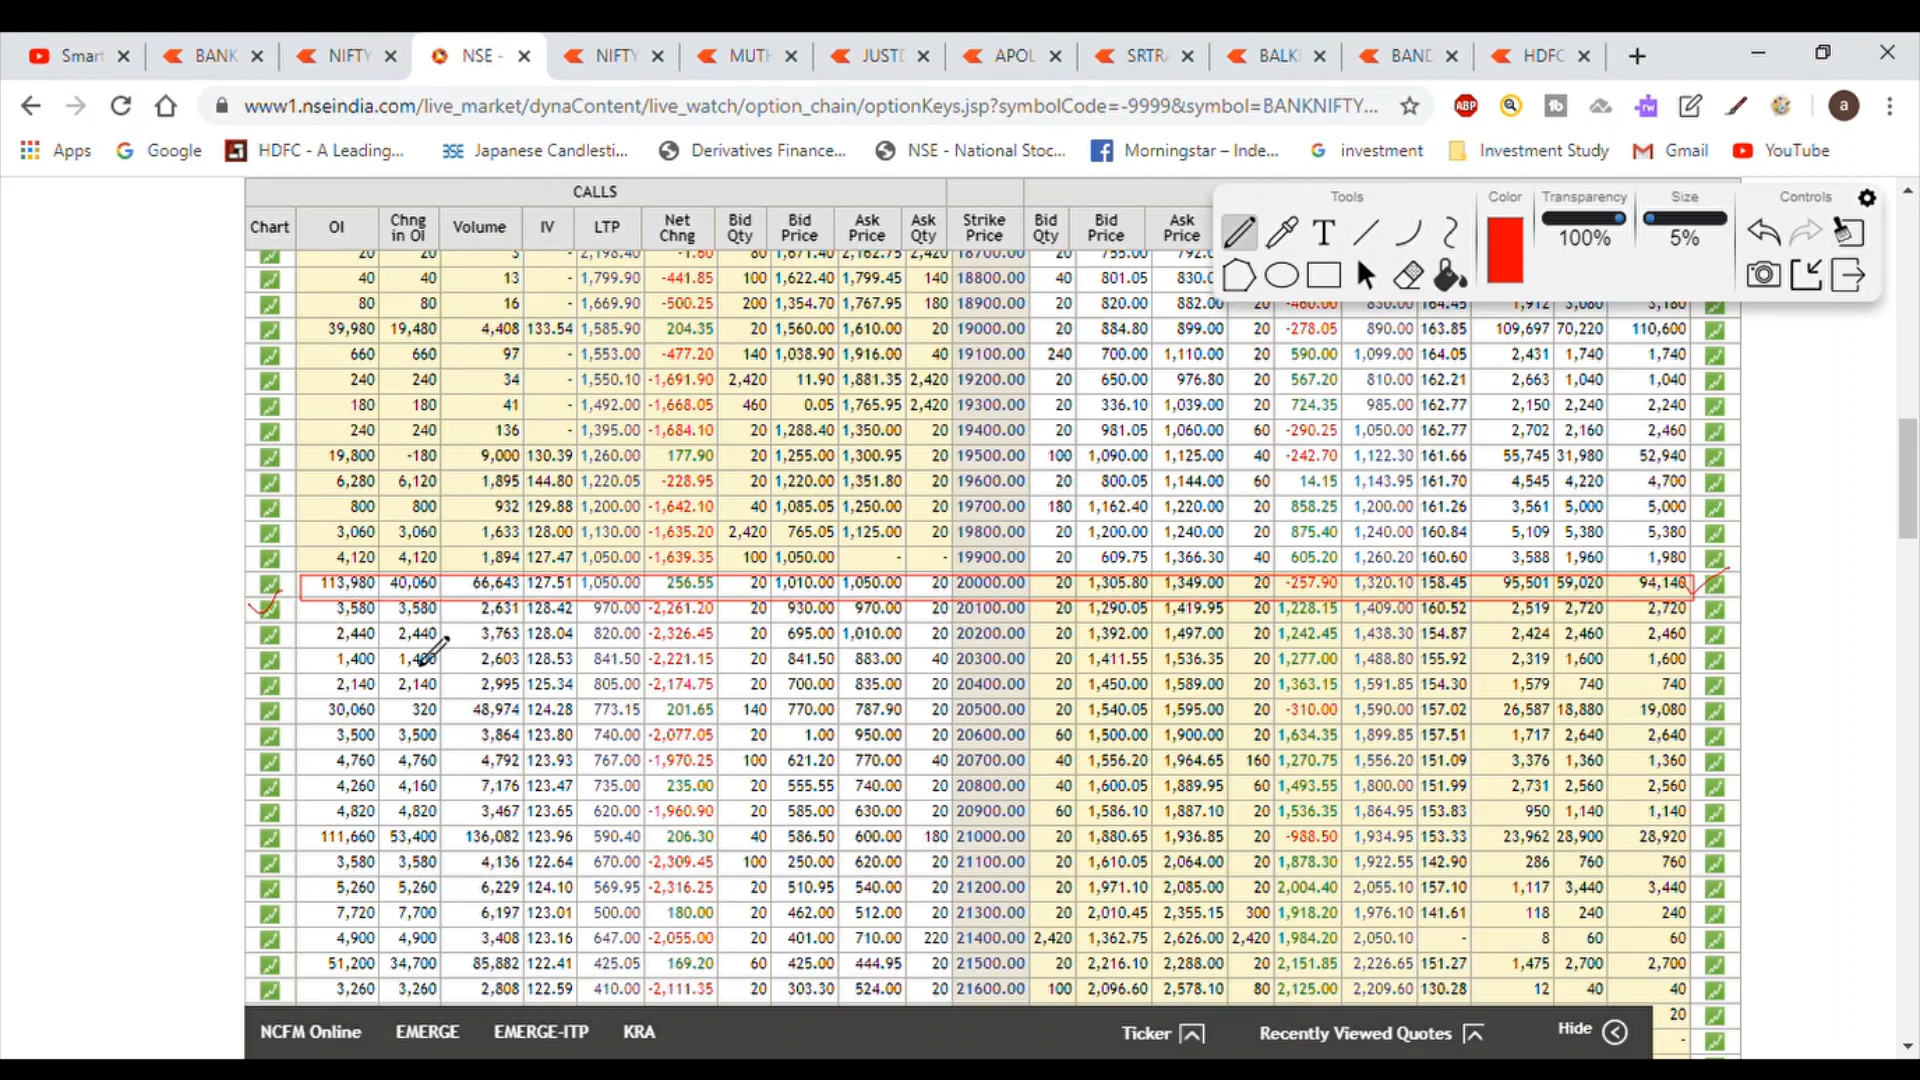 Smart BANK NIFTY NSE - NIFTY MUTH JUSTD APOL SRTRA BALK BAND HDFC
www1.nseindia.com/live_market/dynaContent/live_watch/option_chain/optionKeys.jsp?symbolCode=-9999&symbol=BANKNIFTY... ABP fb rw a
Apps Google HDFC - A Leading... Japanese Candlesti... Derivatives Finance... NSE - National Stoc... Morningstar – Inde... investment Investment Study Gmail YouTube
CALLS
Tools Color Transparency Size Controls
100% 5%
Chart OI Chng in OI Volume IV LTP Net Chng Bid Qty Bid Price Ask Price Ask Qty Strike Price Bid Qty Bid Price Ask Price
20 20 3 - 2,198.40 -1.60 80 1,671.40 2,162.75 2,420 18700.00 20 755.00
40 40 13 - 1,799.90 -441.85 100 1,622.40 1,799.45 140 18800.00 40 801.05 830.0
80 80 16 - 1,669.90 -500.25 200 1,354.70 1,767.95 180 18900.00 20 820.00 882.00 20 -460.00 830.00 164.45 1,912 3,080 3,180
39,980 19,480 4,408 133.54 1,585.90 204.35 20 1,560.00 1,610.00 20 19000.00 20 884.80 899.00 20 -278.05 890.00 163.85 109,697 70,220 110,600
660 660 97 - 1,553.00 -477.20 140 1,038.90 1,916.00 40 19100.00 240 700.00 1,110.00 20 590.00 1,099.00 164.05 2,431 1,740 1,740
240 240 34 - 1,550.10 -1,691.90 2,420 11.90 1,881.35 2,420 19200.00 20 650.00 976.80 20 567.20 810.00 162.21 2,663 1,040 1,040
180 180 41 - 1,492.00 -1,668.05 460 0.05 1,765.95 2,420 19300.00 20 336.10 1,039.00 20 724.35 985.00 162.77 2,150 2,240 2,240
240 240 136 - 1,395.00 -1,684.10 20 1,288.40 1,350.00 20 19400.00 20 981.05 1,060.00 60 -290.25 1,050.00 162.77 2,702 2,160 2,460
19,800 -180 9,000 130.39 1,260.00 177.90 20 1,255.00 1,300.95 20 19500.00 100 1,090.00 1,125.00 40 -242.70 1,122.30 161.66 55,745 31,980 52,940
6,280 6,120 1,895 144.80 1,220.05 -228.95 20 1,220.00 1,351.80 20 19600.00 20 800.05 1,144.00 60 14.15 1,143.95 161.70 4,545 4,220 4,700
800 800 932 129.88 1,200.00 -1,642.10 40 1,085.05 1,250.00 20 19700.00 180 1,162.40 1,220.00 20 858.25 1,200.00 161.26 3,561 5,000 5,000
3,060 3,060 1,633 128.00 1,130.00 -1,635.20 2,420 765.05 1,125.00 20 19800.00 20 1,200.00 1,240.00 20 875.40 1,240.00 160.84 5,109 5,380 5,380
4,120 4,120 1,894 127.47 1,050.00 -1,639.35 100 1,050.00 - - 19900.00 20 609.75 1,366.30 40 605.20 1,260.20 160.60 3,588 1,960 1,980
113,980 40,060 66,643 127.51 1,050.00 256.55 20 1,010.00 1,050.00 20 20000.00 20 1,305.80 1,349.00 20 -257.90 1,320.10 158.45 95,501 59,020 94,140
3,580 3,580 2,631 128.42 970.00 -2,261.20 20 930.00 970.00 20 20100.00 20 1,290.05 1,419.95 20 1,228.15 1,409.00 160.52 2,519 2,720 2,720
2,440 2,440 3,763 128.04 820.00 -2,326.45 20 695.00 1,010.00 20 20200.00 20 1,392.00 1,497.00 20 1,242.45 1,438.30 154.87 2,424 2,460 2,460
1,400 1,400 2,603 128.53 841.50 -2,221.15 20 841.50 883.00 40 20300.00 20 1,411.55 1,536.35 20 1,277.00 1,488.80 155.92 2,319 1,600 1,600
2,140 2,140 2,995 125.34 805.00 -2,174.75 20 700.00 835.00 20 20400.00 20 1,450.00 1,589.00 20 1,363.15 1,591.85 154.30 1,579 740 740
30,060 320 48,974 124.28 773.15 201.65 140 770.00 787.90 20 20500.00 20 1,540.05 1,595.00 20 -310.00 1,590.00 157.02 26,587 18,880 19,080
3,500 3,500 3,864 123.80 740.00 -2,077.05 20 1.00 950.00 20 20600.00 60 1,500.00 1,900.00 20 1,634.35 1,899.85 157.51 1,717 2,640 2,640
4,760 4,760 4,792 123.93 767.00 -1,970.25 100 621.20 770.00 40 20700.00 40 1,556.20 1,964.65 160 1,270.75 1,556.20 151.09 3,376 1,360 1,360
4,260 4,160 7,176 123.47 735.00 235.00 20 555.55 740.00 20 20800.00 40 1,600.05 1,889.95 60 1,493.55 1,800.00 151.99 2,731 2,560 2,560
4,820 4,820 3,467 123.65 620.00 -1,960.90 20 585.00 630.00 20 20900.00 60 1,586.10 1,887.10 20 1,536.35 1,864.95 153.83 950 1,140 1,140
111,660 53,400 136,082 123.96 590.40 206.30 40 586.50 600.00 180 21000.00 20 1,880.65 1,936.85 20 -988.50 1,934.95 153.33 23,962 28,900 28,920
3,580 3,580 4,136 122.64 670.00 -2,309.45 100 250.00 620.00 20 21100.00 20 1,610.05 2,064.00 20 1,878.30 1,922.55 142.90 286 760 760
5,260 5,260 6,229 124.10 569.95 -2,316.25 20 510.95 540.00 20 21200.00 20 1,971.10 2,085.00 20 2,004.40 2,055.10 157.10 1,117 3,440 3,440
7,720 7,700 6,197 123.01 500.00 180.00 20 462.00 512.00 20 21300.00 20 2,010.45 2,355.15 300 1,918.20 1,976.10 141.61 118 240 240
4,900 4,900 3,408 123.16 647.00 -2,055.00 20 401.00 710.00 220 21400.00 2,420 1,362.75 2,626.00 2,420 1,984.20 2,050.10 - 8 60 60
51,200 34,700 85,882 122.41 425.05 169.20 60 425.00 444.95 20 21500.00 20 2,216.10 2,288.00 20 2,151.85 2,226.65 151.27 1,475 2,700 2,700
3,260 3,260 2,808 122.59 410.00 -2,111.35 20 303.30 524.00 20 21600.00 100 2,096.60 2,578.10 80 2,125.00 2,209.60 130.28 12 40 40
20
NCFM Online EMERGE EMERGE-ITP KRA Ticker Recently Viewed Quotes Hide
-